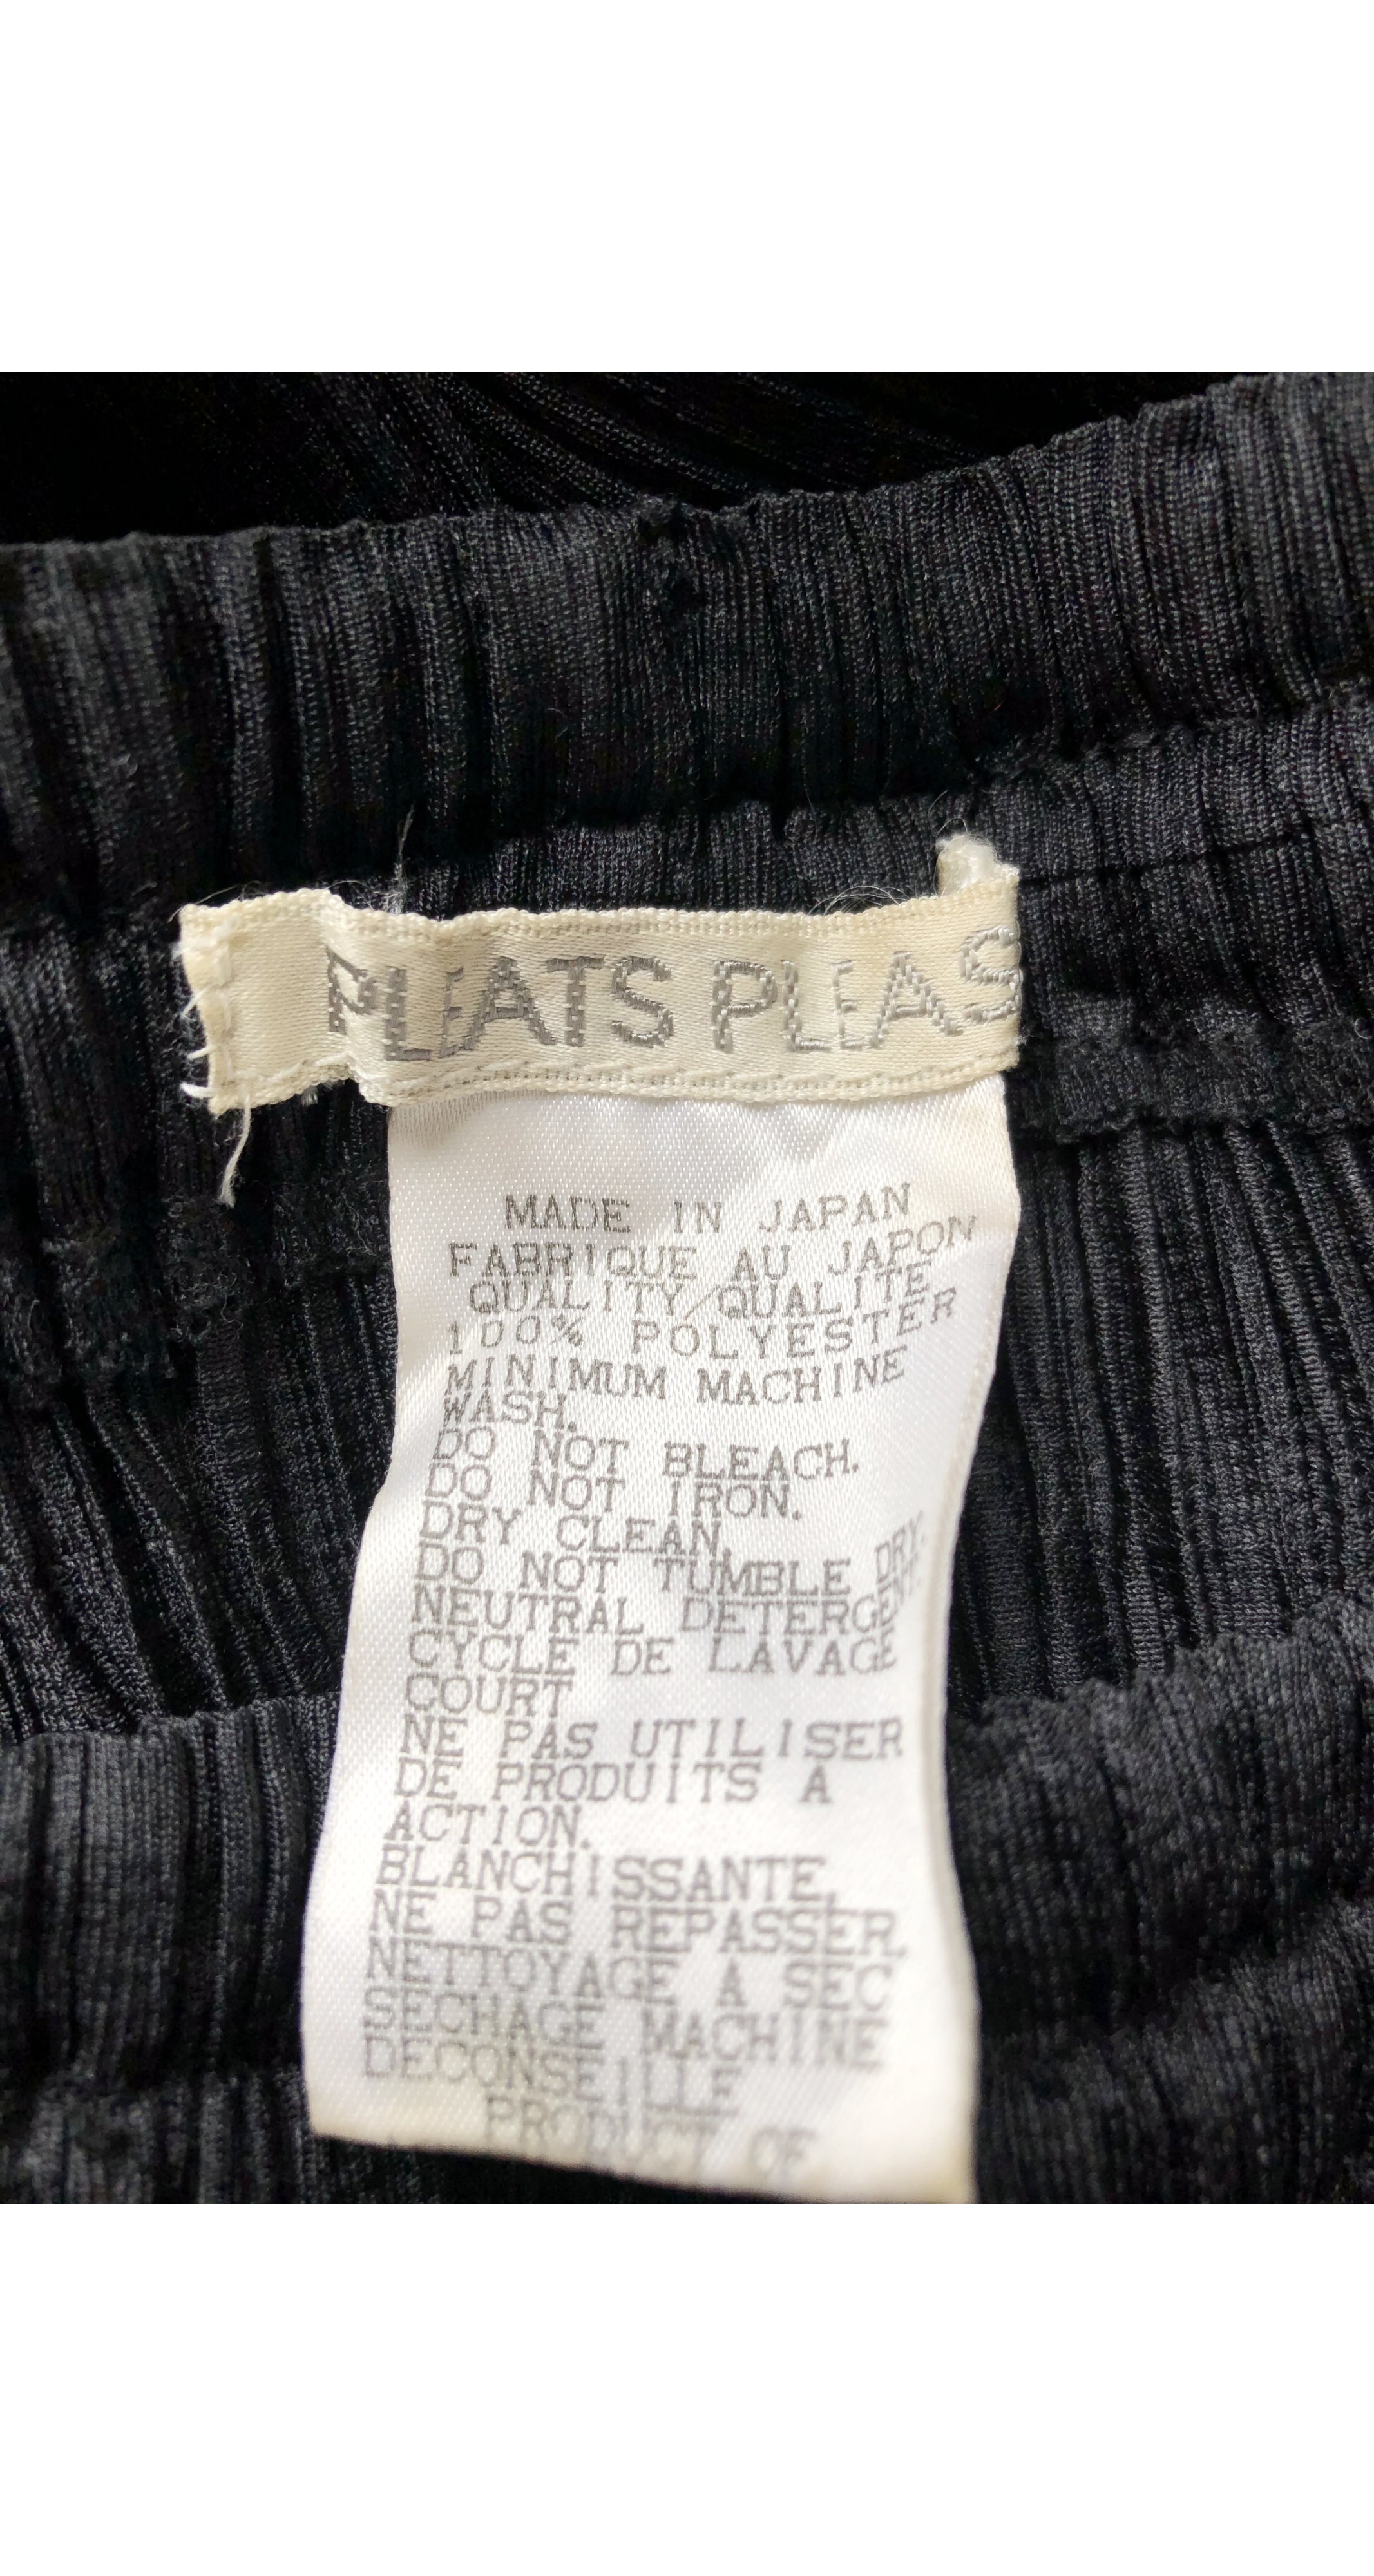 PLEATS PLEAS
MADE IN JAPAN
FABRIQUE AU JAPON
QUALITY/QUALITE
100% POLYESTER
MINIMUM MACHINE
WASH.
DO NOT BLEACH.
DO NOT IRON.
DRY CLEAN.
DO NOT TUMBLE DRY.
NEUTRAL DETERGENT.
CYCLE DE LAVAGE
COURT
NE PAS UTILISER
DE PRODUITS A
ACTION.
BLANCHISSANTE,
NE PAS REPASSER,
NETTOYAGE A SEC
SECHAGE MACHINE
DECONSEILLE
PRODUCT OF